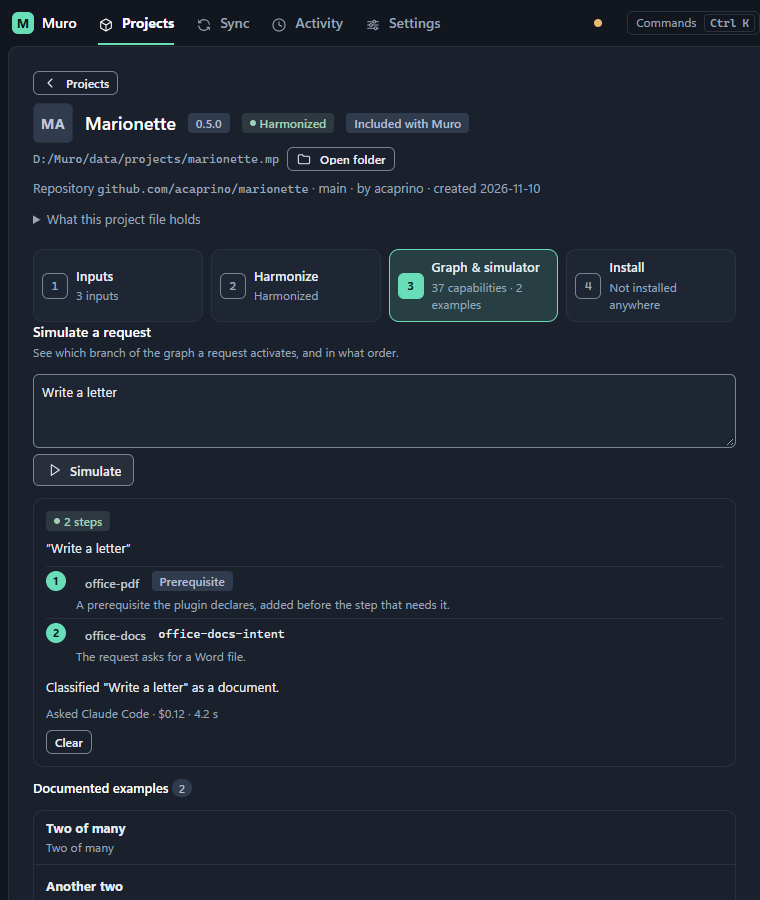 M Muro Projects Sync Activity Settings Commands Ctrl K
Projects
MA Marionette 0.5.0 Harmonized Included with Muro
D:/Muro/data/projects/marionette.mp Open folder
Repository github.com/acaprino/marionette · main · by acaprino · created 2026-11-10
What this project file holds
1 Inputs
3 inputs
2 Harmonize
Harmonized
3 Graph & simulator
37 capabilities · 2
examples
4 Install
Not installed
anywhere
Simulate a request
See which branch of the graph a request activates, and in what order.
Write a letter
Simulate
2 steps
“Write a letter”
1 office-pdf Prerequisite
A prerequisite the plugin declares, added before the step that needs it.
2 office-docs office-docs-intent
The request asks for a Word file.
Classified "Write a letter" as a document.
Asked Claude Code · $0.12 · 4.2 s
Clear
Documented examples 2
Two of many
Two of many
Another two